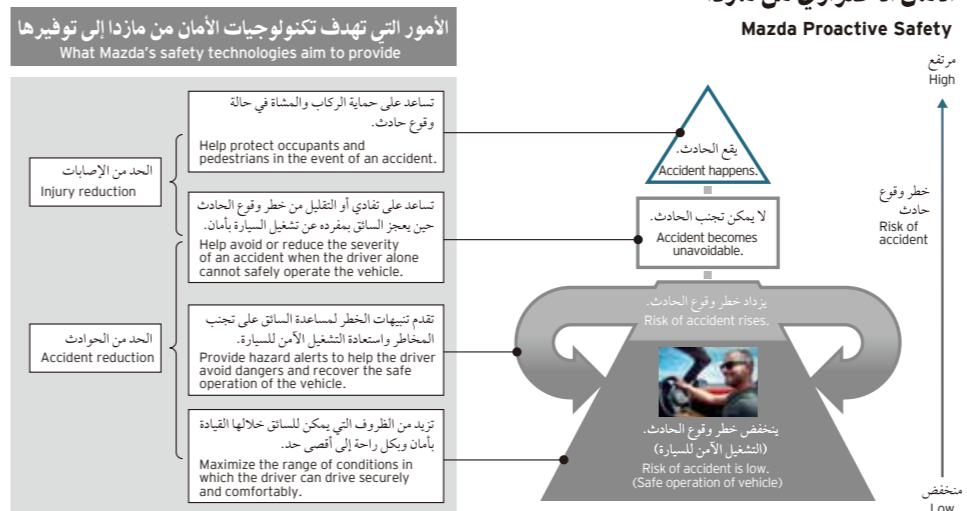 الأمور التي تهدف تكنولوجيات الأمان من مازدا إلى توفيرها
What Mazda's safety technologies aim to provide
من مازدا
Mazda Proactive Safety
مرتفع
High
تساعد على حماية الركاب والمشاة في حالة
وقوع حادث.
Help protect occupants and
pedestrians in the event of an accident.
الحد من الإصابات
Injury reduction
تساعد على تفادي أو التقليل من خطر وقوع الحادث
حين يعجز السائق بمفرده عن تشغيل السيارة بأمان.
Help avoid or reduce the severity
of an accident when the driver alone
cannot safely operate the vehicle.
الحد من الحوادث
Accident reduction
تقدم تنبيهات الخطر لمساعدة السائق على تجنب
المخاطر واستعادة التشغيل الآمن للسيارة.
Provide hazard alerts to help the driver
avoid dangers and recover the safe
operation of the vehicle.
تزيد من الظروف التي يمكن للسائق خلالها القيادة
بأمان وبكل راحة إلى أقصى حد.
Maximize the range of conditions in
which the driver can drive securely
and comfortably.
يقع الحادث.
Accident happens.
لا يمكن تجنب الحادث.
Accident becomes
unavoidable.
يزداد خطر وقوع الحادث.
Risk of accident rises.
ينخفض خطر وقوع الحادث.
(التشغيل الآمن للسيارة)
Risk of accident is low.
(Safe operation of vehicle)
خطر وقوع
حادث
Risk of
accident
منخفض
Low